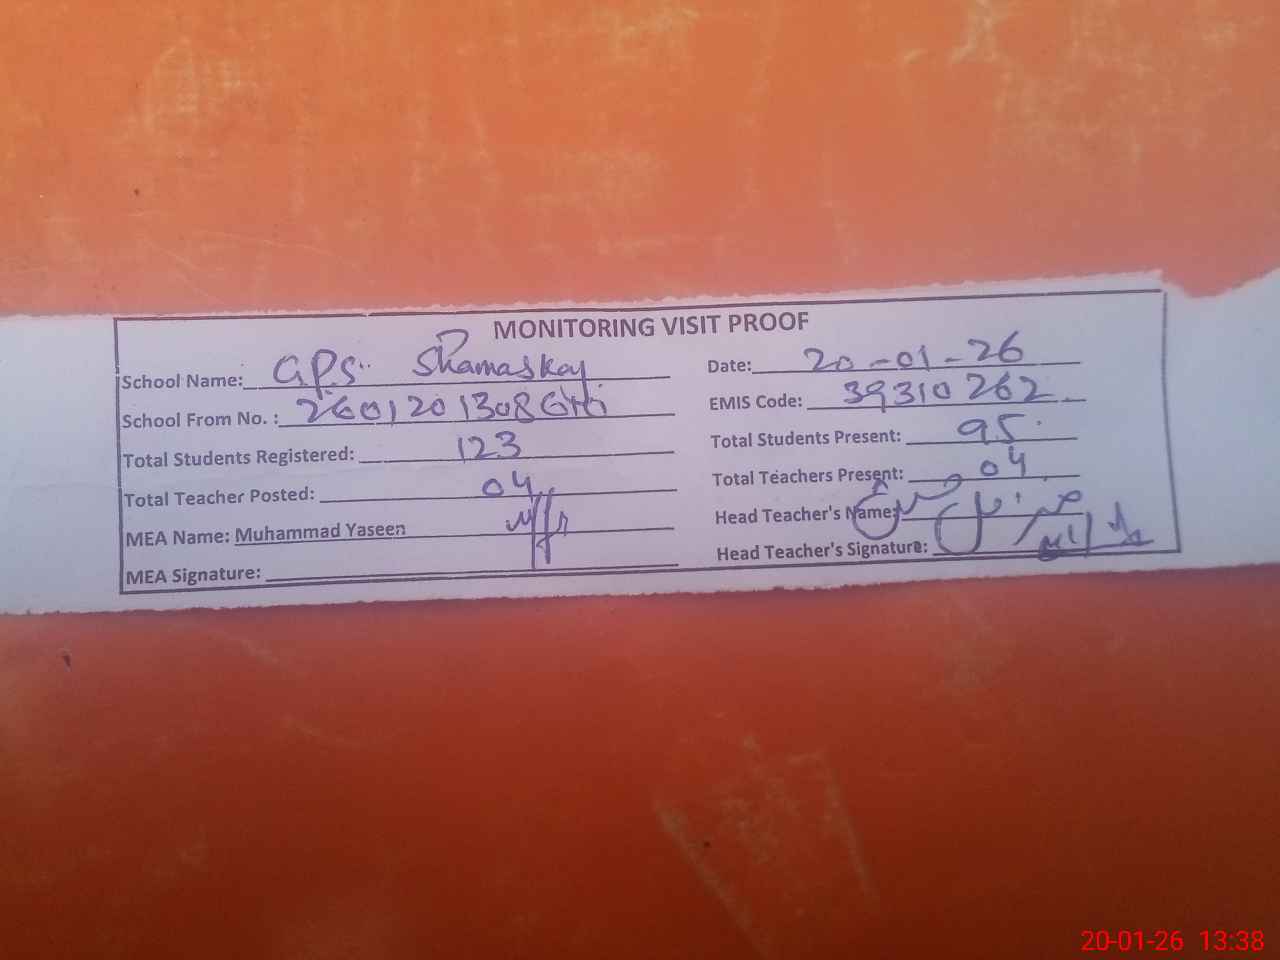 MONITORING VISIT PROOF
School Name: G.P.S Shamaskay
Date: 20-01-26
School From No. :
EMIS Code: 39310262
Total Students Registered: 123
Total Students Present: 95
Total Teacher Posted: 04
Total Teachers Present: 04
MEA Name: Muhammad Yaseen
Head Teacher's Name:
MEA Signature:
Head Teacher's Signature:
20-01-26 13:38